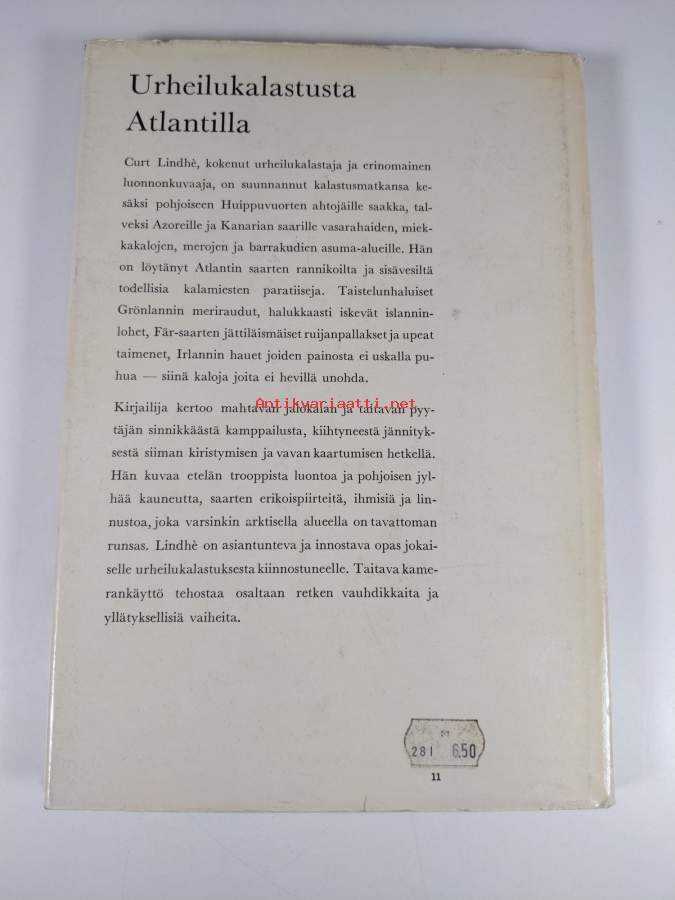 Urheilukalastusta
Atlantilla
Curt Lindhè, kokenut urheilukalastaja ja erinomainen
luonnonkuvaaja, on suunnannut kalastusmatkansa ke-
säksi pohjoiseen Huippuvuorten ahtojäille saakka, tal-
veksi Azoreille ja Kanarian saarille vasarahaiden, miek-
kakalojen, merojen ja barrakudien asuma-alueille. Hän
on löytänyt Atlantin saarten rannikoilta ja sisävesiltä
todellisia kalamiesten paratiiseja. Taistelunhaluiset
Grönlannin meriraudut, halukkaasti iskevät islannin-
lohet, Fär-saarten jättiläismäiset ruijanpallakset ja upeat
taimenet, Irlannin hauet joiden painosta ei uskalla pu-
hua — siinä kaloja joita ei hevillä unohda.
Antikvariaatti.net
Kirjailija kertoo mahtavan jalokalan ja taitavan pyy-
täjän sinnikkäästä kamppailusta, kiihtyneestä jännityk-
sestä siiman kiristymisen ja vavan kaartumisen hetkellä.
Hän kuvaa etelän trooppista luontoa ja pohjoisen jyl-
hää kauneutta, saarten erikoispiirteitä, ihmisiä ja lin-
nustoa, joka varsinkin arktisella alueella on tavattoman
runsas. Lindhè on asiantunteva ja innostava opas jokai-
selle urheilukalastuksesta kiinnostuneelle. Taitava kame-
rankäyttö tehostaa osaltaan retken vauhdikkaita ja
yllätyksellisiä vaiheita.
281 6.50
11